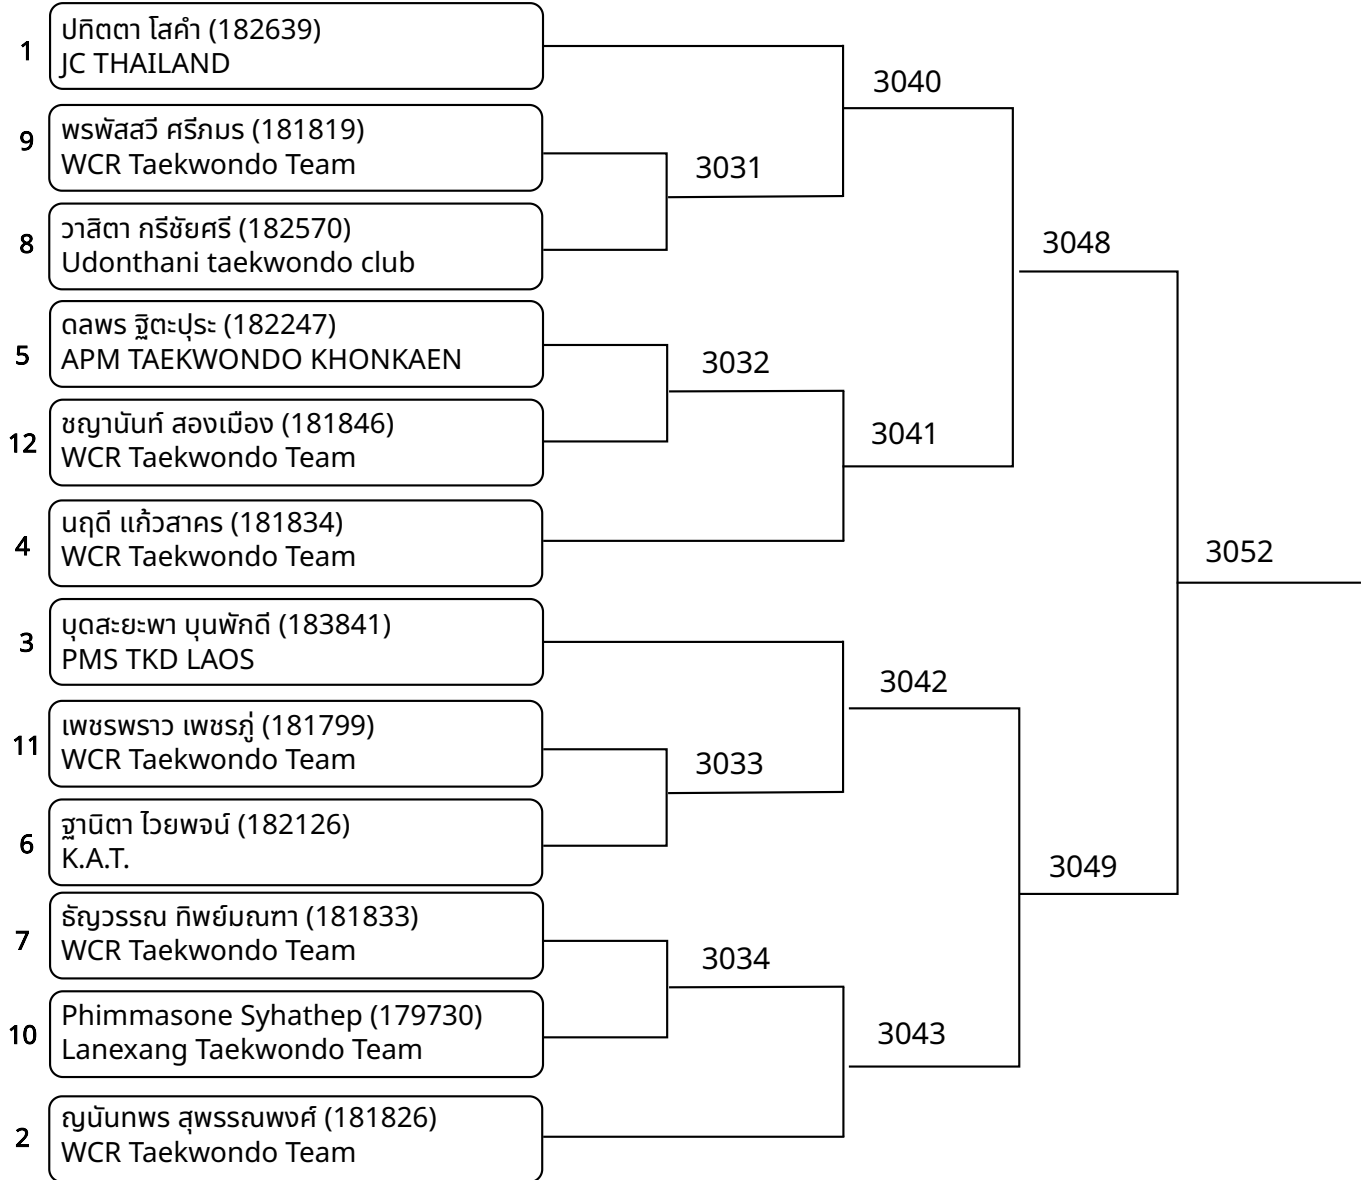 1
ปทิตตา โสคำ (182639)
JC THAILAND
9
พรพัสสวี ศรีภมร (181819)
WCR Taekwondo Team
8
วาสิตา กรีชัยศรี (182570)
Udonthani taekwondo club
5
ดลพร ฐิตะปุระ (182247)
APM TAEKWONDO KHONKAEN
12
ชญานันท์ สองเมือง (181846)
WCR Taekwondo Team
4
นฤดี แก้วสาคร (181834)
WCR Taekwondo Team
3
บุดสะยะพา บุนพักดี (183841)
PMS TKD LAOS
11
เพชรพราว เพชรภู่ (181799)
WCR Taekwondo Team
6
ฐานิตา ไวยพจน์ (182126)
K.A.T.
7
ธัญวรรณ ทิพย์มณฑา (181833)
WCR Taekwondo Team
10
Phimmasone Syhathep (179730)
Lanexang Taekwondo Team
2
ญนันทพร สุพรรณพงศ์ (181826)
WCR Taekwondo Team
3031
3032
3033
3034
3040
3041
3042
3043
3048
3049
3052